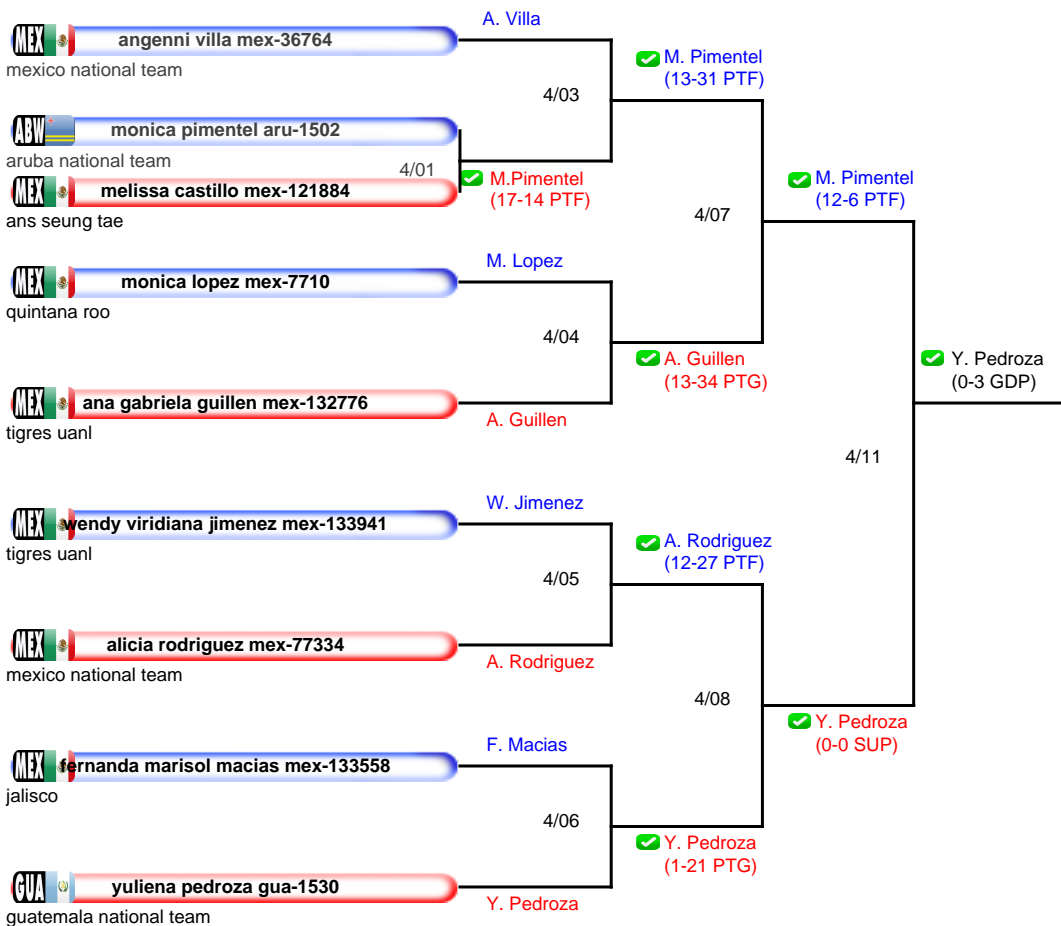 A. Villa
MEX angenni villa mex-36764
mexico national team
M. Pimentel
(13-31 PTF)
4/03
ABW monica pimentel aru-1502
aruba national team
4/01
MEX melissa castillo mex-121884
ans seung tae
M.Pimentel
(17-14 PTF)
M. Pimentel
(12-6 PTF)
4/07
M. Lopez
MEX monica lopez mex-7710
quintana roo
4/04
A. Guillen
(13-34 PTG)
Y. Pedroza
(0-3 GDP)
MEX ana gabriela guillen mex-132776
tigres uanl
A. Guillen
4/11
W. Jimenez
MEX wendy viridiana jimenez mex-133941
tigres uanl
A. Rodriguez
(12-27 PTF)
4/05
MEX alicia rodriguez mex-77334
mexico national team
A. Rodriguez
4/08
Y. Pedroza
(0-0 SUP)
F. Macias
MEX fernanda marisol macias mex-133558
jalisco
4/06
Y. Pedroza
(1-21 PTG)
GUA yuliena pedroza gua-1530
guatemala national team
Y. Pedroza